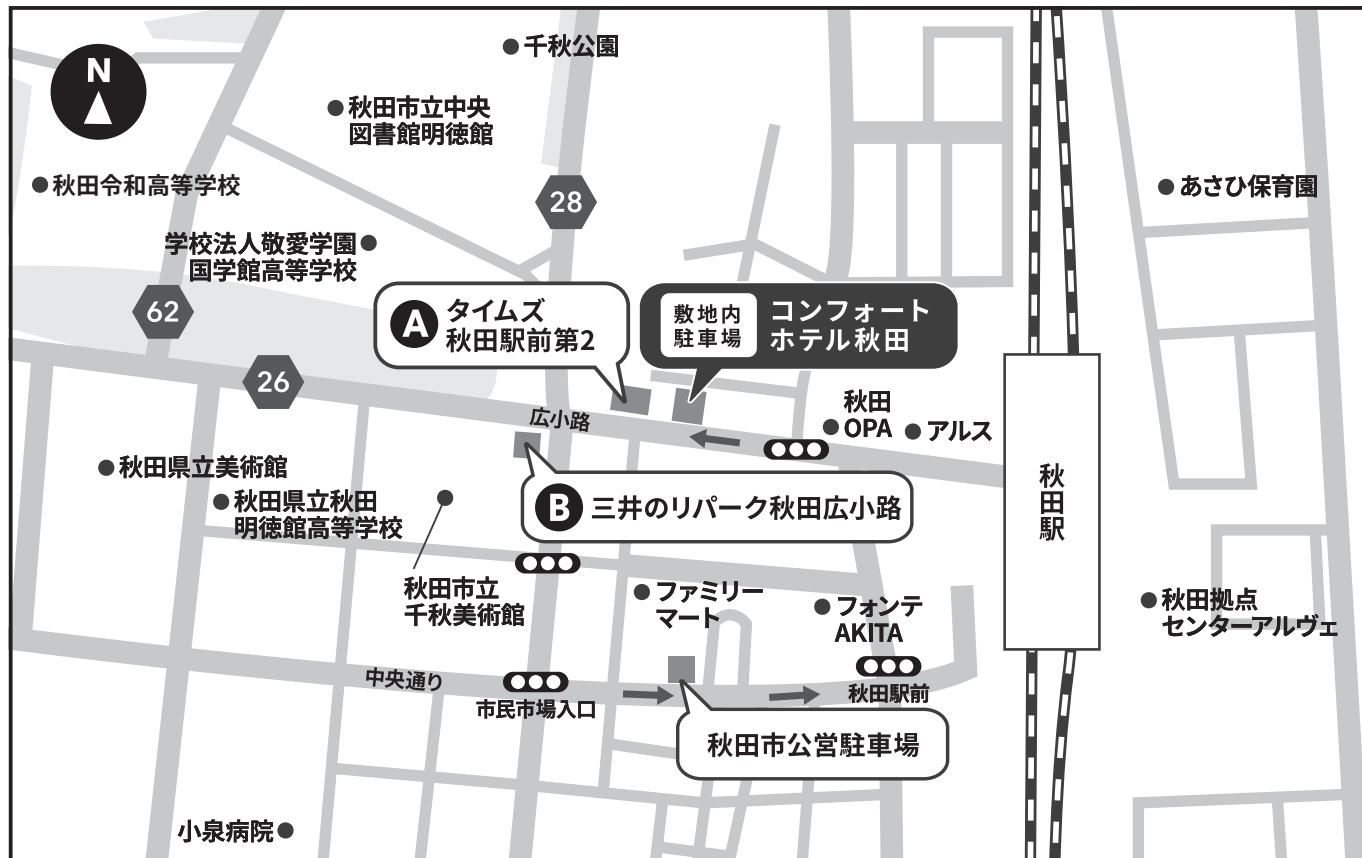 N
千秋公園
秋田市立中央
図書館明徳館
秋田令和高等学校
28
あさひ保育園
学校法人敬愛学園
国学館高等学校
62
A
タイムズ
秋田駅前第2
敷地内
駐車場
コンフォート
ホテル秋田
26
広小路
秋田
OPA
アルス
秋田県立美術館
秋田県立秋田
明徳館高等学校
B
三井のリパーク秋田広小路
秋田駅
秋田市立
千秋美術館
ファミリー
マート
フォンテ
AKITA
秋田拠点
センターアルヴェ
中央通り
市民市場入口
秋田駅前
秋田市公営駐車場
小泉病院